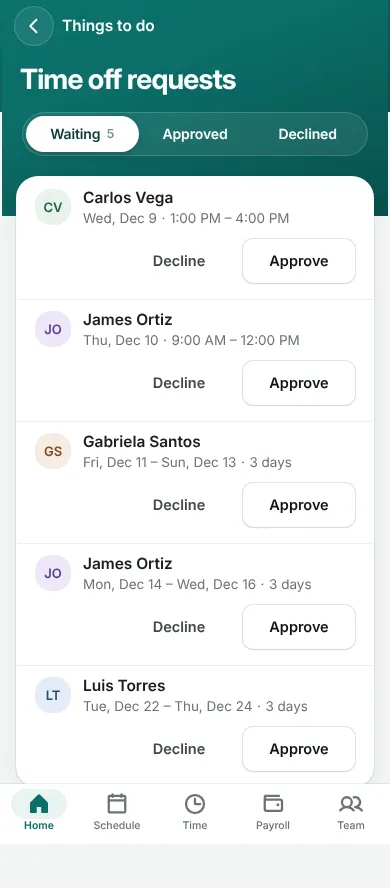 Things to do
Time off requests
Waiting 5 Approved Declined
CV Carlos Vega
Wed, Dec 9 · 1:00 PM – 4:00 PM
Decline Approve
JO James Ortiz
Thu, Dec 10 · 9:00 AM – 12:00 PM
Decline Approve
GS Gabriela Santos
Fri, Dec 11 – Sun, Dec 13 · 3 days
Decline Approve
JO James Ortiz
Mon, Dec 14 – Wed, Dec 16 · 3 days
Decline Approve
LT Luis Torres
Tue, Dec 22 – Thu, Dec 24 · 3 days
Decline Approve
Home Schedule Time Payroll Team